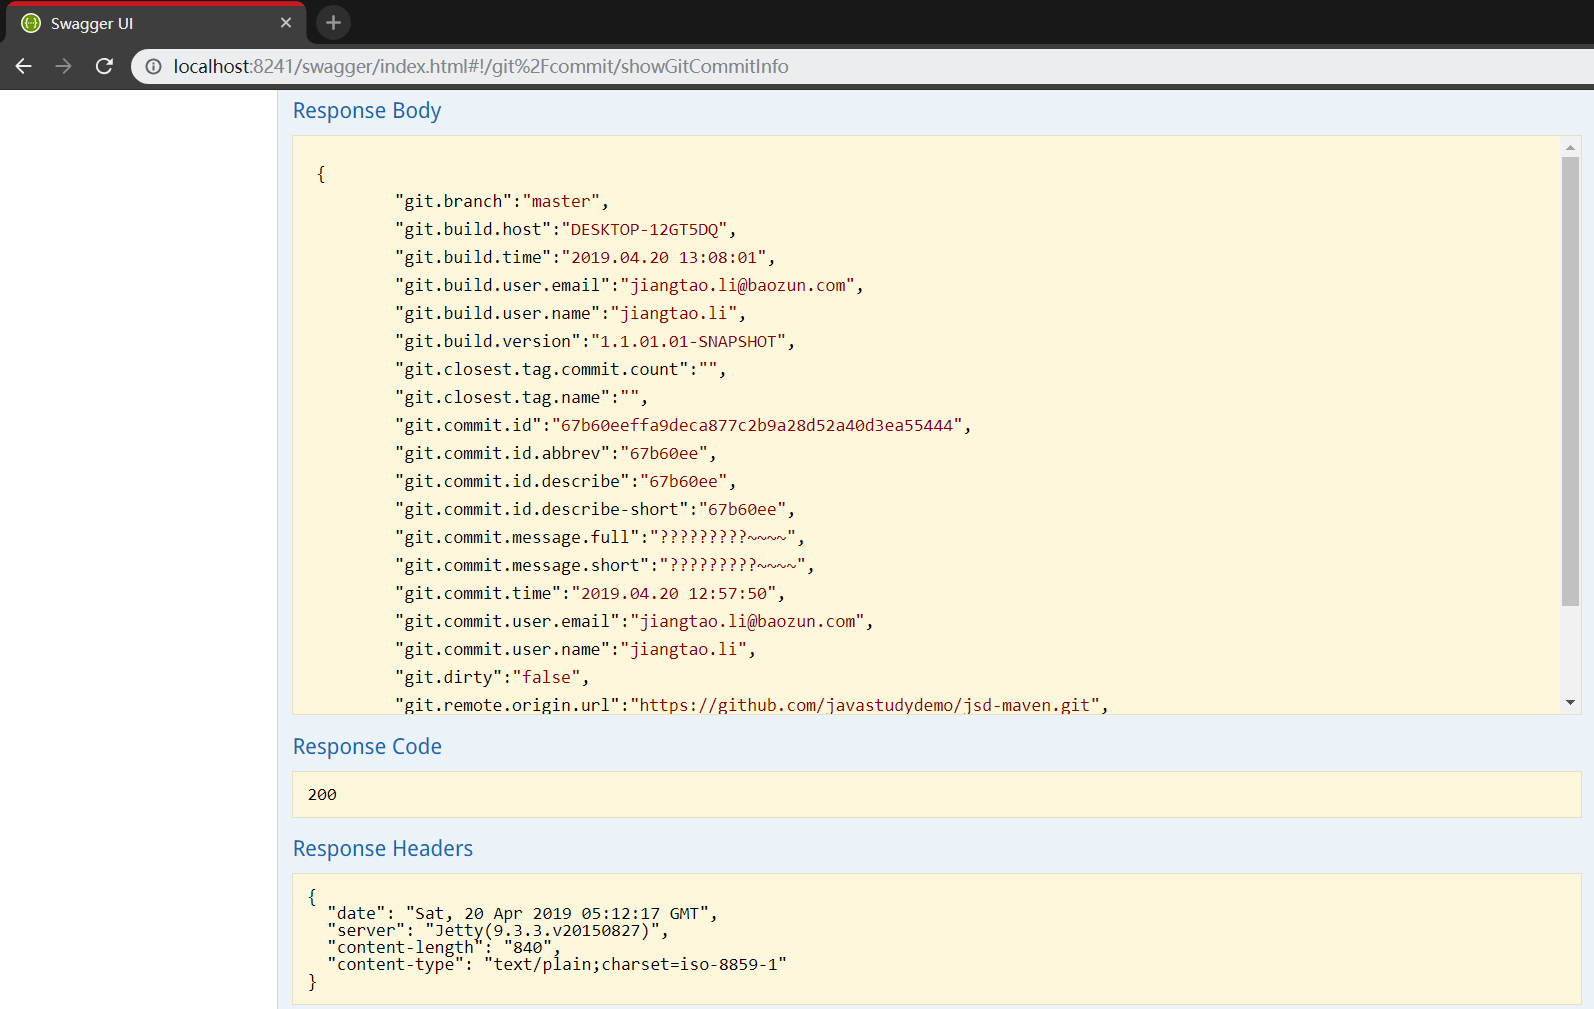 Swagger UI
localhost:8241/swagger/index.html#!/git%2Fcommit/showGitCommitInfo
Response Body
{
"git.branch":"master",
"git.build.host":"DESKTOP-12GT5DQ",
"git.build.time":"2019.04.20 13:08:01",
"git.build.user.email":"jiangtao.li@baozun.com",
"git.build.user.name":"jiangtao.li",
"git.build.version":"1.1.01.01-SNAPSHOT",
"git.closest.tag.commit.count":"",
"git.closest.tag.name":"",
"git.commit.id":"67b60eeffa9deca877c2b9a28d52a40d3ea55444",
"git.commit.id.abbrev":"67b60ee",
"git.commit.id.describe":"67b60ee",
"git.commit.id.describe-short":"67b60ee",
"git.commit.message.full":"?????????~~~~",
"git.commit.message.short":"?????????~~~~",
"git.commit.time":"2019.04.20 12:57:50",
"git.commit.user.email":"jiangtao.li@baozun.com",
"git.commit.user.name":"jiangtao.li",
"git.dirty":"false",
"git.remote.origin.url":"https://github.com/javastudydemo/jsd-maven.git",
Response Code
200
Response Headers
{
"date": "Sat, 20 Apr 2019 05:12:17 GMT",
"server": "Jetty(9.3.3.v20150827)",
"content-length": "840",
"content-type": "text/plain;charset=iso-8859-1"
}